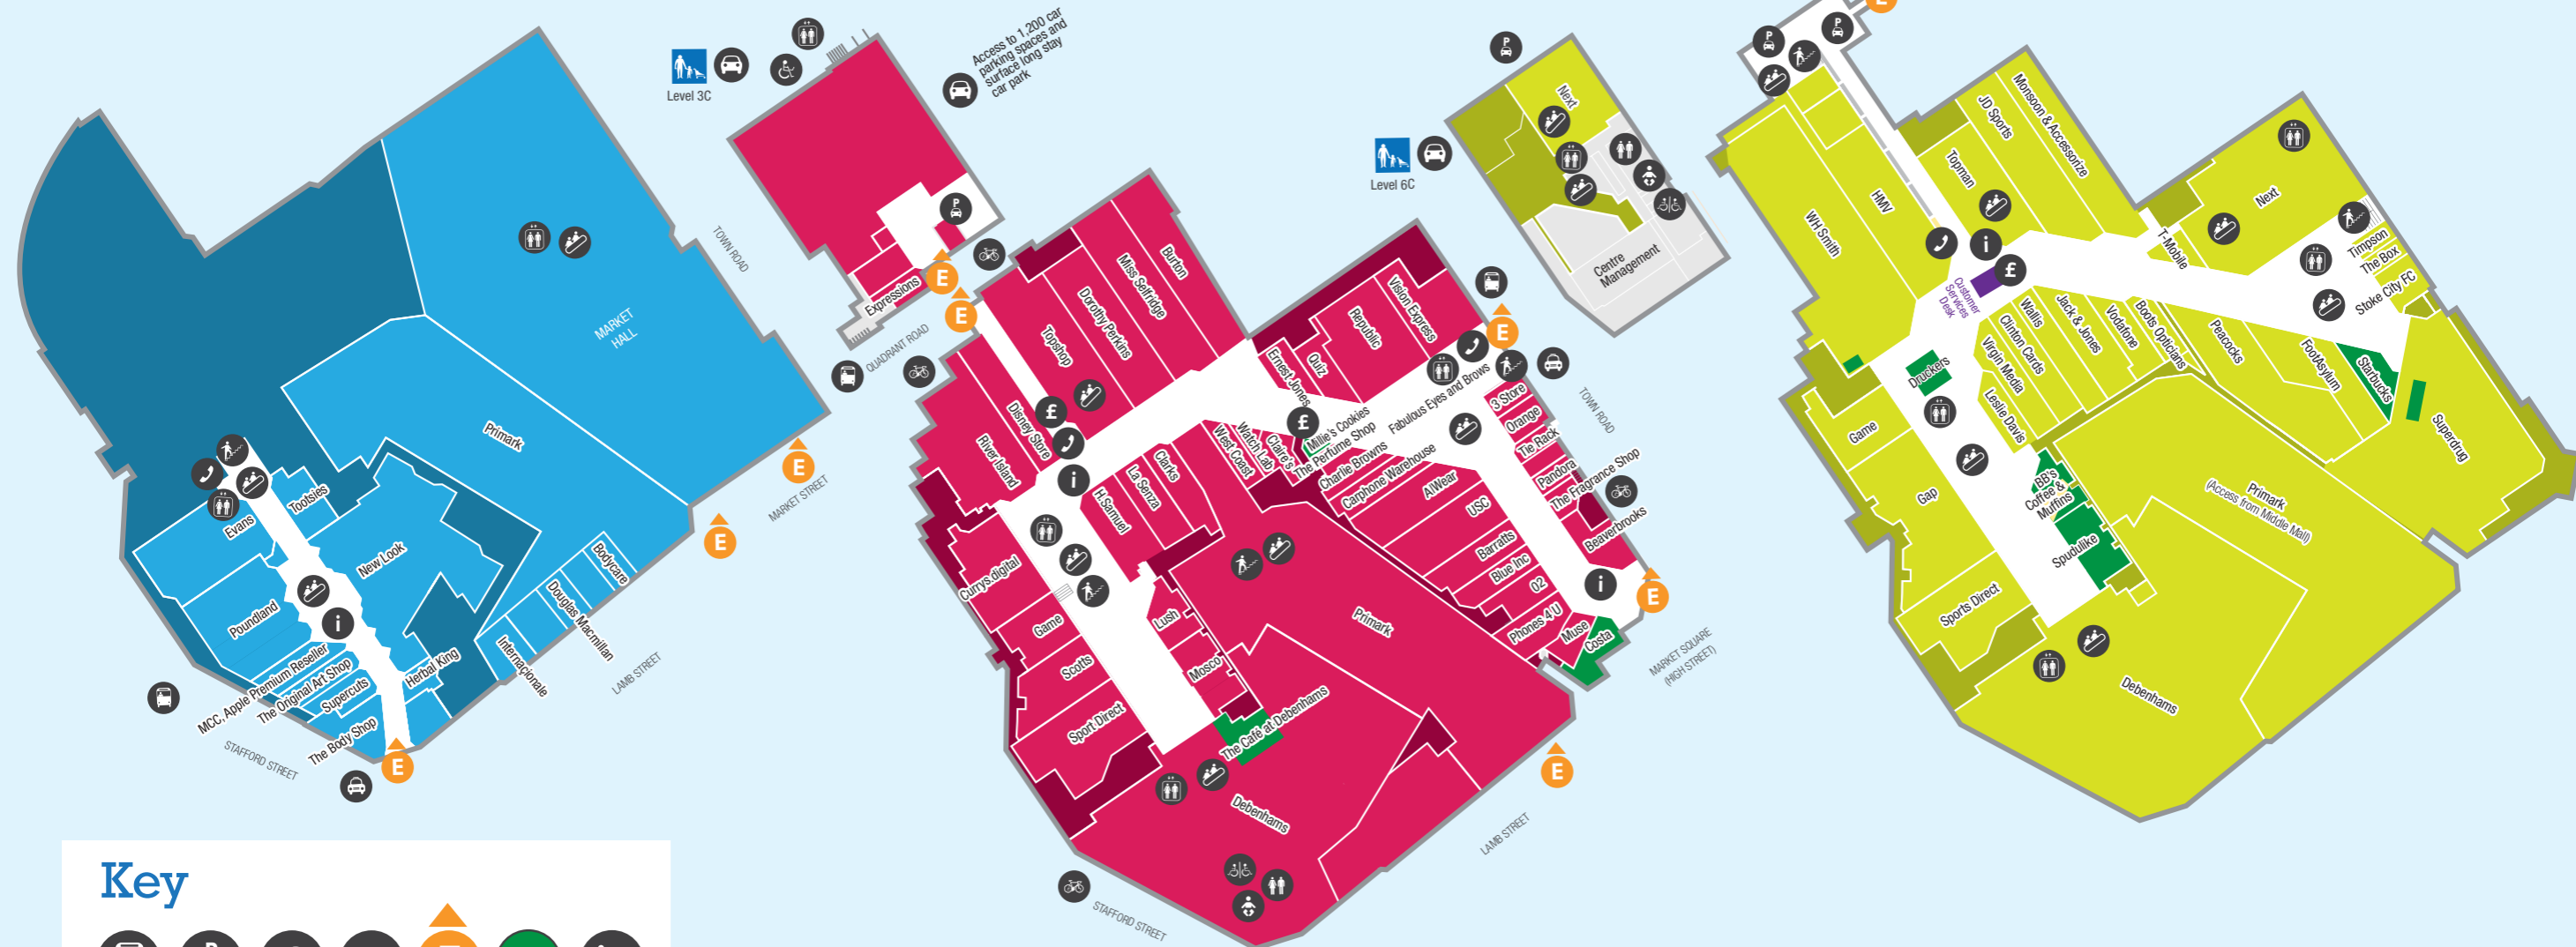 Level 3C
Access to 1,200 car
parking spaces and
surface long stay
car park
TOWN ROAD
MARKET
HALL
Primark
Tootsies
Evans
New Look
Poundland
MCC, Apple Premium Reseller
The Original Art Shop
Supercuts
The Body Shop
Herbal King
Internacionale
Douglas Macmillan
Bodycare
MARKET STREET
LAMB STREET
STAFFORD STREET
E
E
E
Expressions
QUADRANT ROAD
P
E
E
Burton
Miss Selfridge
Dorothy Perkins
Topshop
Disney Store
River Island
£
i
i
Currys.digital
Game
Scotts
Sport Direct
H.Samuel
La Senza
Clarks
West Coast
Watch Lab
Claire's
Millie's Cookies
The Perfume Shop
Charlie Browns
Fabulous Eyes and Brows
Carphone Warehouse
AlWear
USC
Barratts
Blue Inc
02
Phones 4 U
Muse
Costa
Ernest Jones
Quiz
Republic
Vision Express
£
E
3 Store
Orange
Tie Rack
Pandora
The Fragrance Shop
Beaverbrooks
TOWN ROAD
i
E
MARKET SQUARE
(HIGH STREET)
Lush
Mosco
Primark
The Café at Debenhams
Debenhams
E
LAMB STREET
STAFFORD STREET
Level 6C
P
Next
Centre
Management
P
P
E
WH Smith
HMV
Topman
JD Sports
Monsoon & Accessorize
T-Mobile
Next
Timpson
The Box
Stoke City FC
i
£
Customer
Services
Desk
Wallis
Clinton Cards
Virgin Media
Leslie Davis
Jack & Jones
Vodafone
Boots Opticians
Peacocks
FootAsylum
Starbucks
Superdrug
Druckers
Game
Gap
Sports Direct
BB's
Coffee &
Muffins
Spudulike
Primark
(Access from Middle Mall)
Debenhams
Key